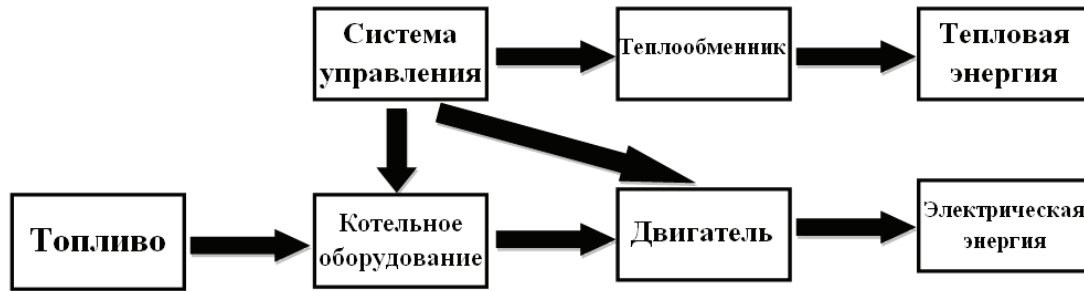 Система
управления
Теплообменник
Тепловая
энергия
Топливо
Котельное
оборудование
Двигатель
Электрическая
энергия